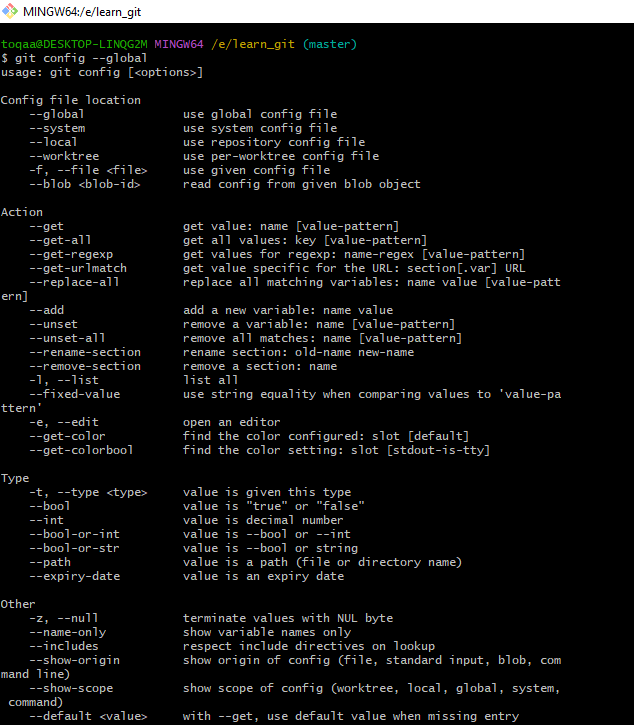 MINGW64:/e/learn_git
toqaa@DESKTOP-LINQG2M MINGW64 /e/learn_git (master)
$ git config --global
usage: git config [<options>]
Config file location
--global use global config file
--system use system config file
--local use repository config file
--worktree use per-worktree config file
-f, --file <file> use given config file
--blob <blob-id> read config from given blob object
Action
--get get value: name [value-pattern]
--get-all get all values: key [value-pattern]
--get-regexp get values for regexp: name-regex [value-pattern]
--get-urlmatch get value specific for the URL: section[.var] URL
--replace-all replace all matching variables: name value [value-patt
ern]
--add add a new variable: name value
--unset remove a variable: name [value-pattern]
--unset-all remove all matches: name [value-pattern]
--rename-section rename section: old-name new-name
--remove-section remove a section: name
-l, --list list all
--fixed-value use string equality when comparing values to 'value-pa
ttern'
-e, --edit open an editor
--get-color find the color configured: slot [default]
--get-colorbool find the color setting: slot [stdout-is-tty]
Type
-t, --type <type> value is given this type
--bool value is "true" or "false"
--int value is decimal number
--bool-or-int value is --bool or --int
--bool-or-str value is --bool or string
--path value is a path (file or directory name)
--expiry-date value is an expiry date
Other
-z, --null terminate values with NUL byte
--name-only show variable names only
--includes respect include directives on lookup
--show-origin show origin of config (file, standard input, blob, com
mand line)
--show-scope show scope of config (worktree, local, global, system,
command)
--default <value> with --get, use default value when missing entry